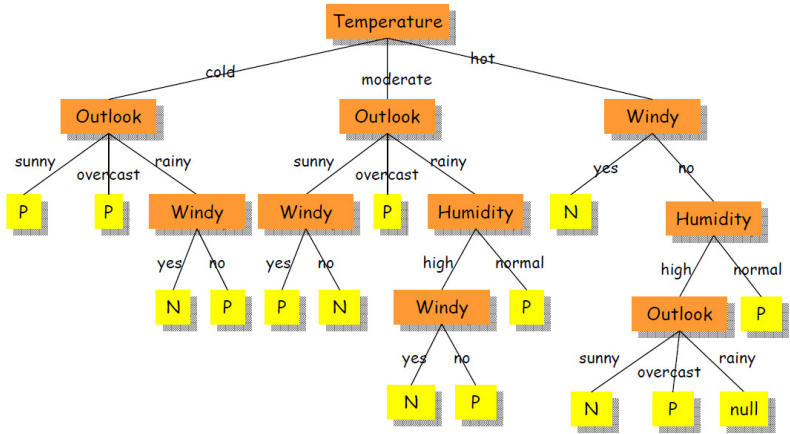 Temperature
cold
moderate
hot
Outlook
Outlook
Windy
sunny
overcast
rainy
sunny
overcast
rainy
yes
no
P
P
Windy
Windy
P
Humidity
N
Humidity
yes
no
yes
no
high
normal
high
normal
N
P
P
N
Windy
P
Outlook
P
yes
no
sunny
overcast
rainy
N
P
N
P
null